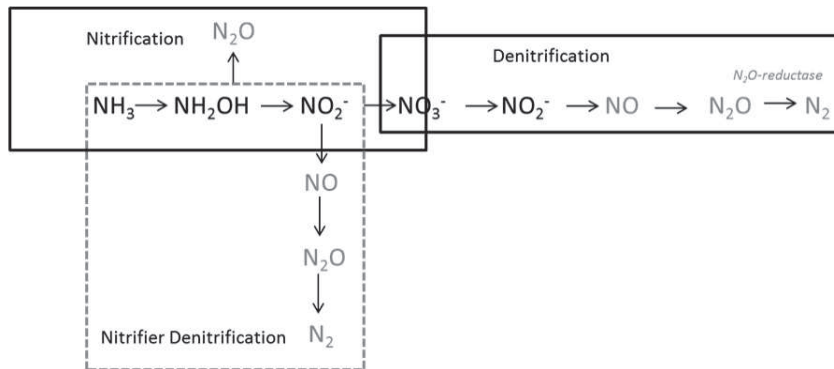 Nitrification N₂O
Denitrification
N₂O-reductase
NH₃ → NH₂OH → NO₂⁻ → NO₃⁻ → NO₂⁻ → NO → N₂O → N₂
NO
N₂O
Nitrifier Denitrification N₂